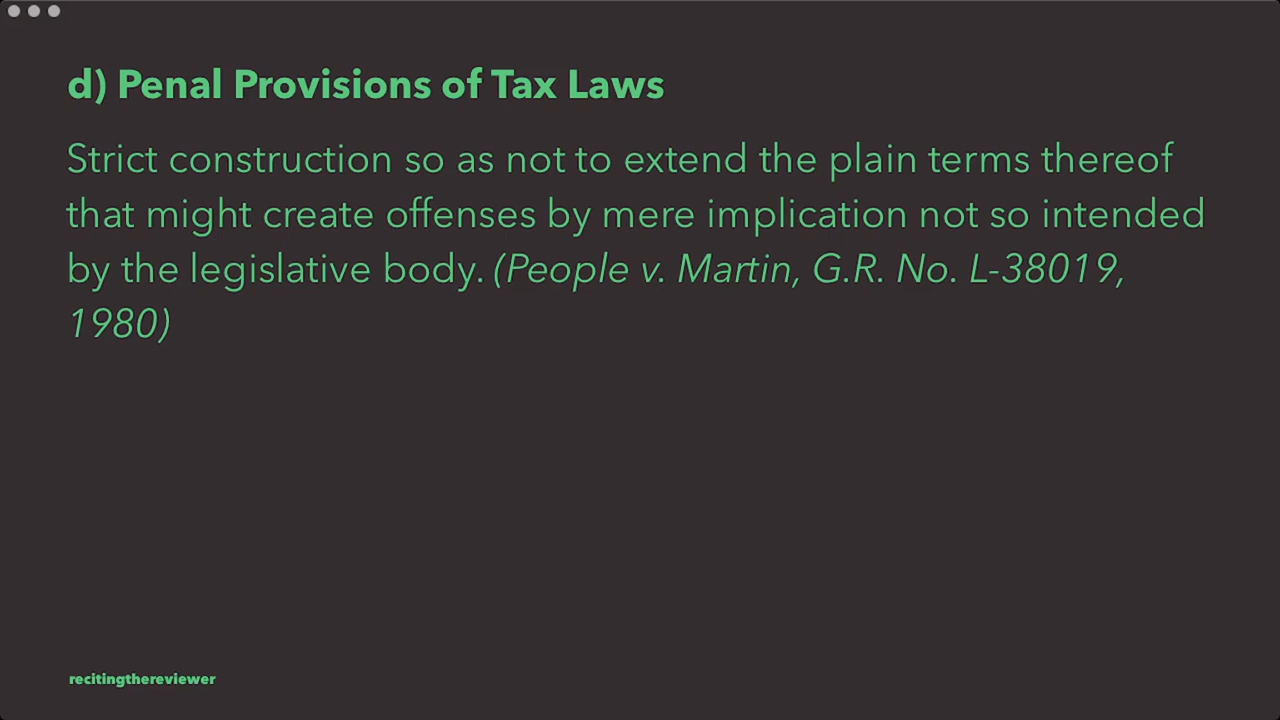 d) Penal Provisions of Tax Laws
Strict construction so as not to extend the plain terms thereof
that might create offenses by mere implication not so intended
by the legislative body. (People v. Martin, G.R. No. L-38019,
1980)
recitingthereviewer